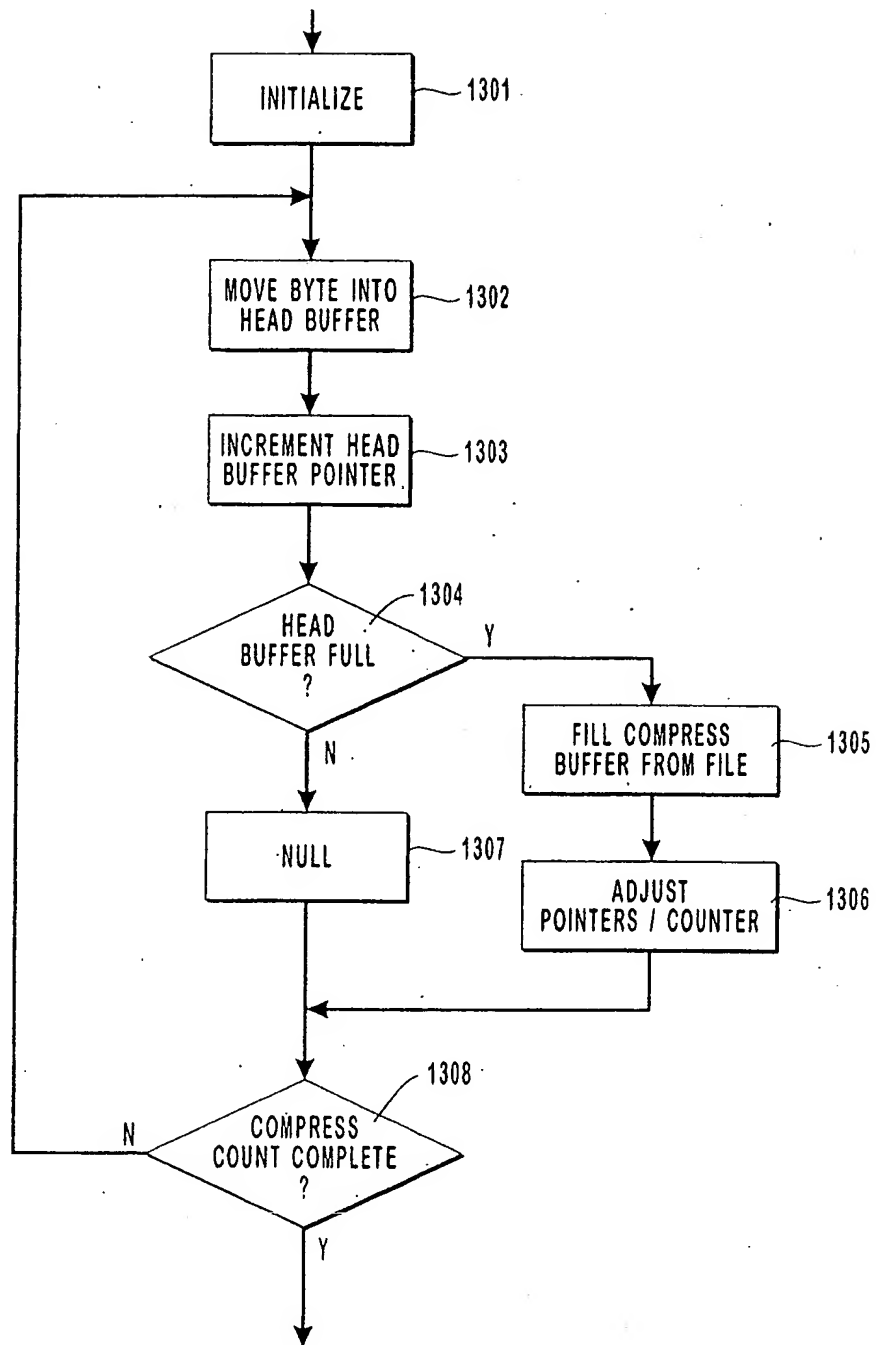 INITIALIZE
1301
MOVE BYTE INTO
HEAD BUFFER
1302
INCREMENT HEAD
BUFFER POINTER
1303
HEAD
BUFFER FULL
?
1304
Y
N
FILL COMPRESS
BUFFER FROM FILE
1305
NULL
1307
ADJUST
POINTERS / COUNTER
1306
COMPRESS
COUNT COMPLETE
?
1308
N
Y